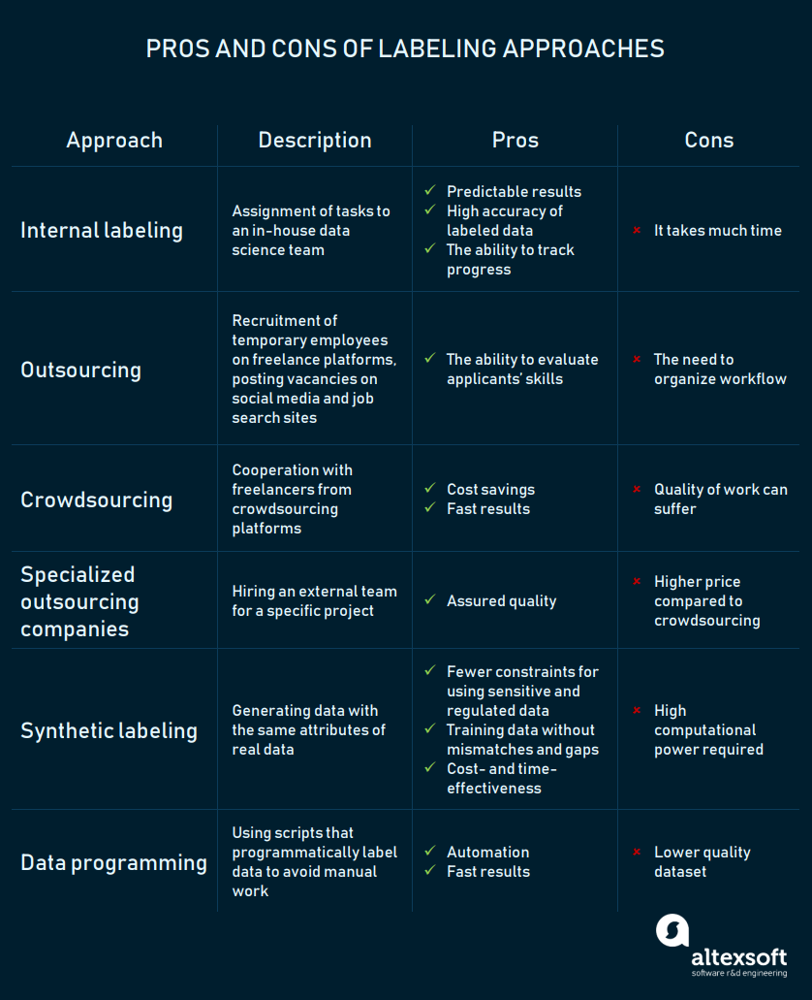 PROS AND CONS OF LABELING APPROACHES
Approach
Description
Pros
Cons
Internal labeling
Assignment of tasks to
an in-house data
science team
Predictable results
High accuracy of
labeled data
The ability to track
progress
It takes much time
Outsourcing
Recruitment of
temporary employees
on freelance platforms,
posting vacancies on
social media and job
search sites
The ability to evaluate
applicants' skills
The need to
organize workflow
Crowdsourcing
Cooperation with
freelancers from
crowdsourcing
platforms
Cost savings
Fast results
Quality of work can
suffer
Specialized
outsourcing
companies
Hiring an external team
for a specific project
Assured quality
Higher price
compared to
crowdsourcing
Synthetic labeling
Generating data with
the same attributes of
real data
Fewer constraints for
using sensitive and
regulated data
Training data without
mismatches and gaps
Cost- and time-
effectiveness
High
computational
power required
Data programming
Using scripts that
programmatically label
data to avoid manual
work
Automation
Fast results
Lower quality
dataset
altexsoft
software r&d engineering